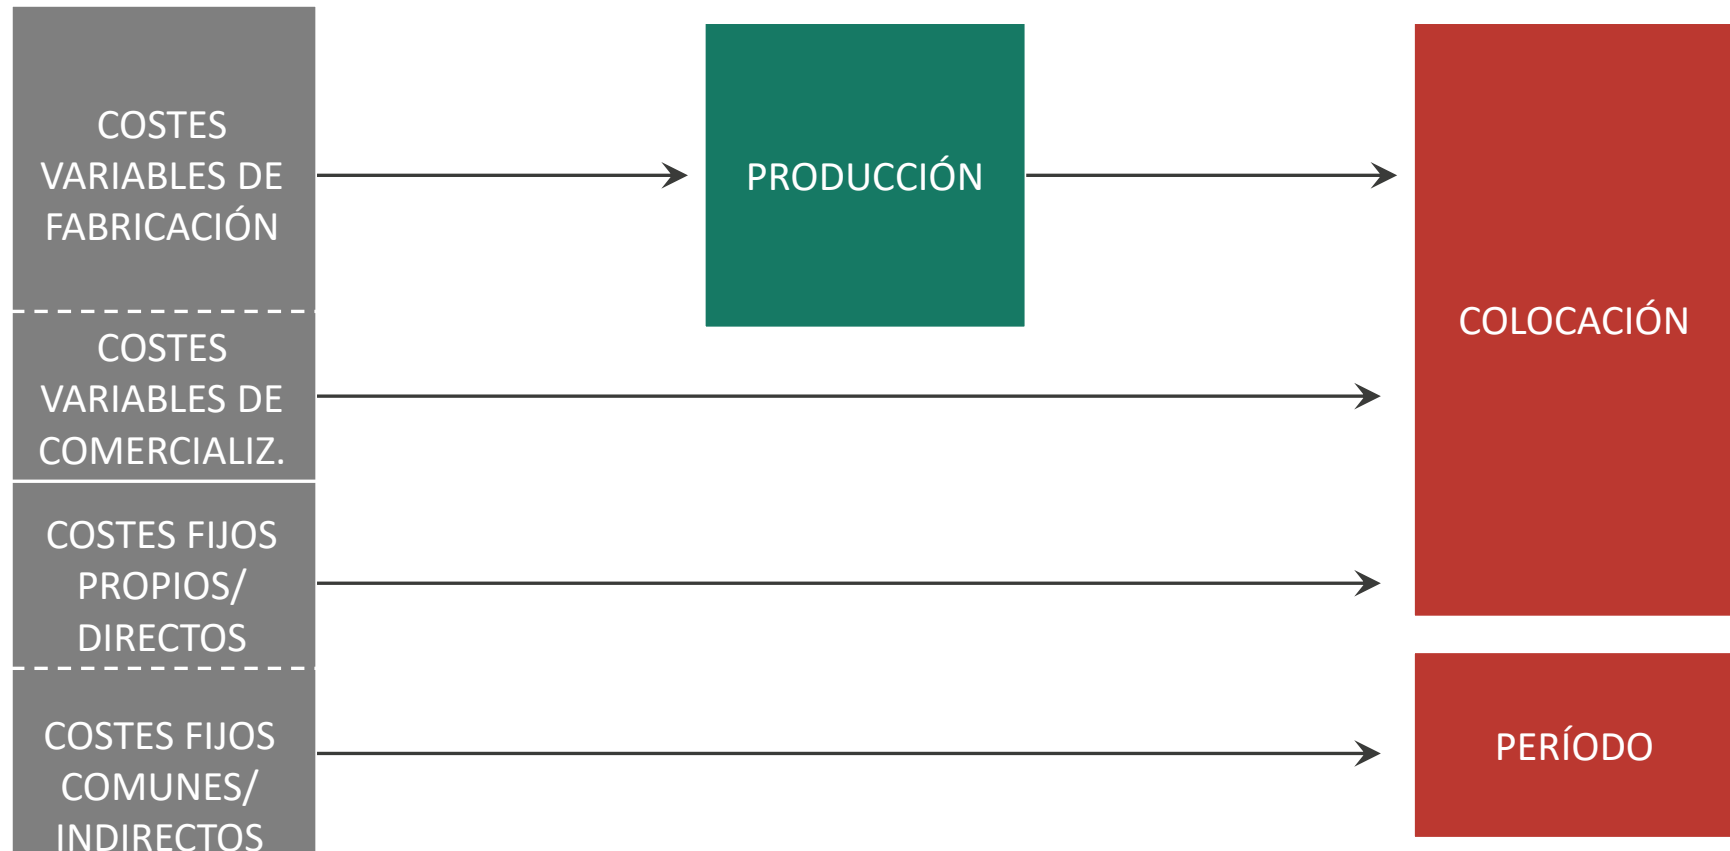 COSTES
VARIABLES DE
FABRICACIÓN
PRODUCCIÓN
COLOCACIÓN
COSTES
VARIABLES DE
COMERCIALIZ.
COSTES FIJOS
PROPIOS/
DIRECTOS
COSTES FIJOS
COMUNES/
INDIRECTOS
PERÍODO